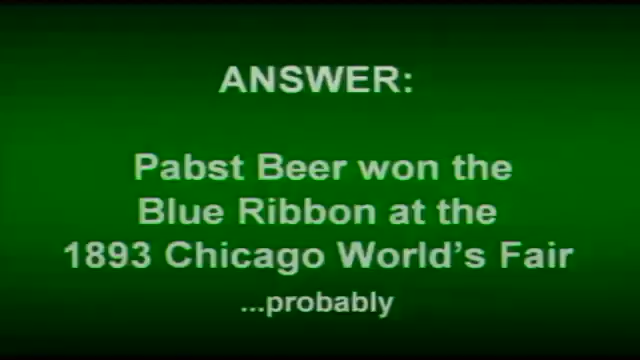 ANSWER:
Pabst Beer won the
Blue Ribbon at the
1893 Chicago World's Fair
...probably